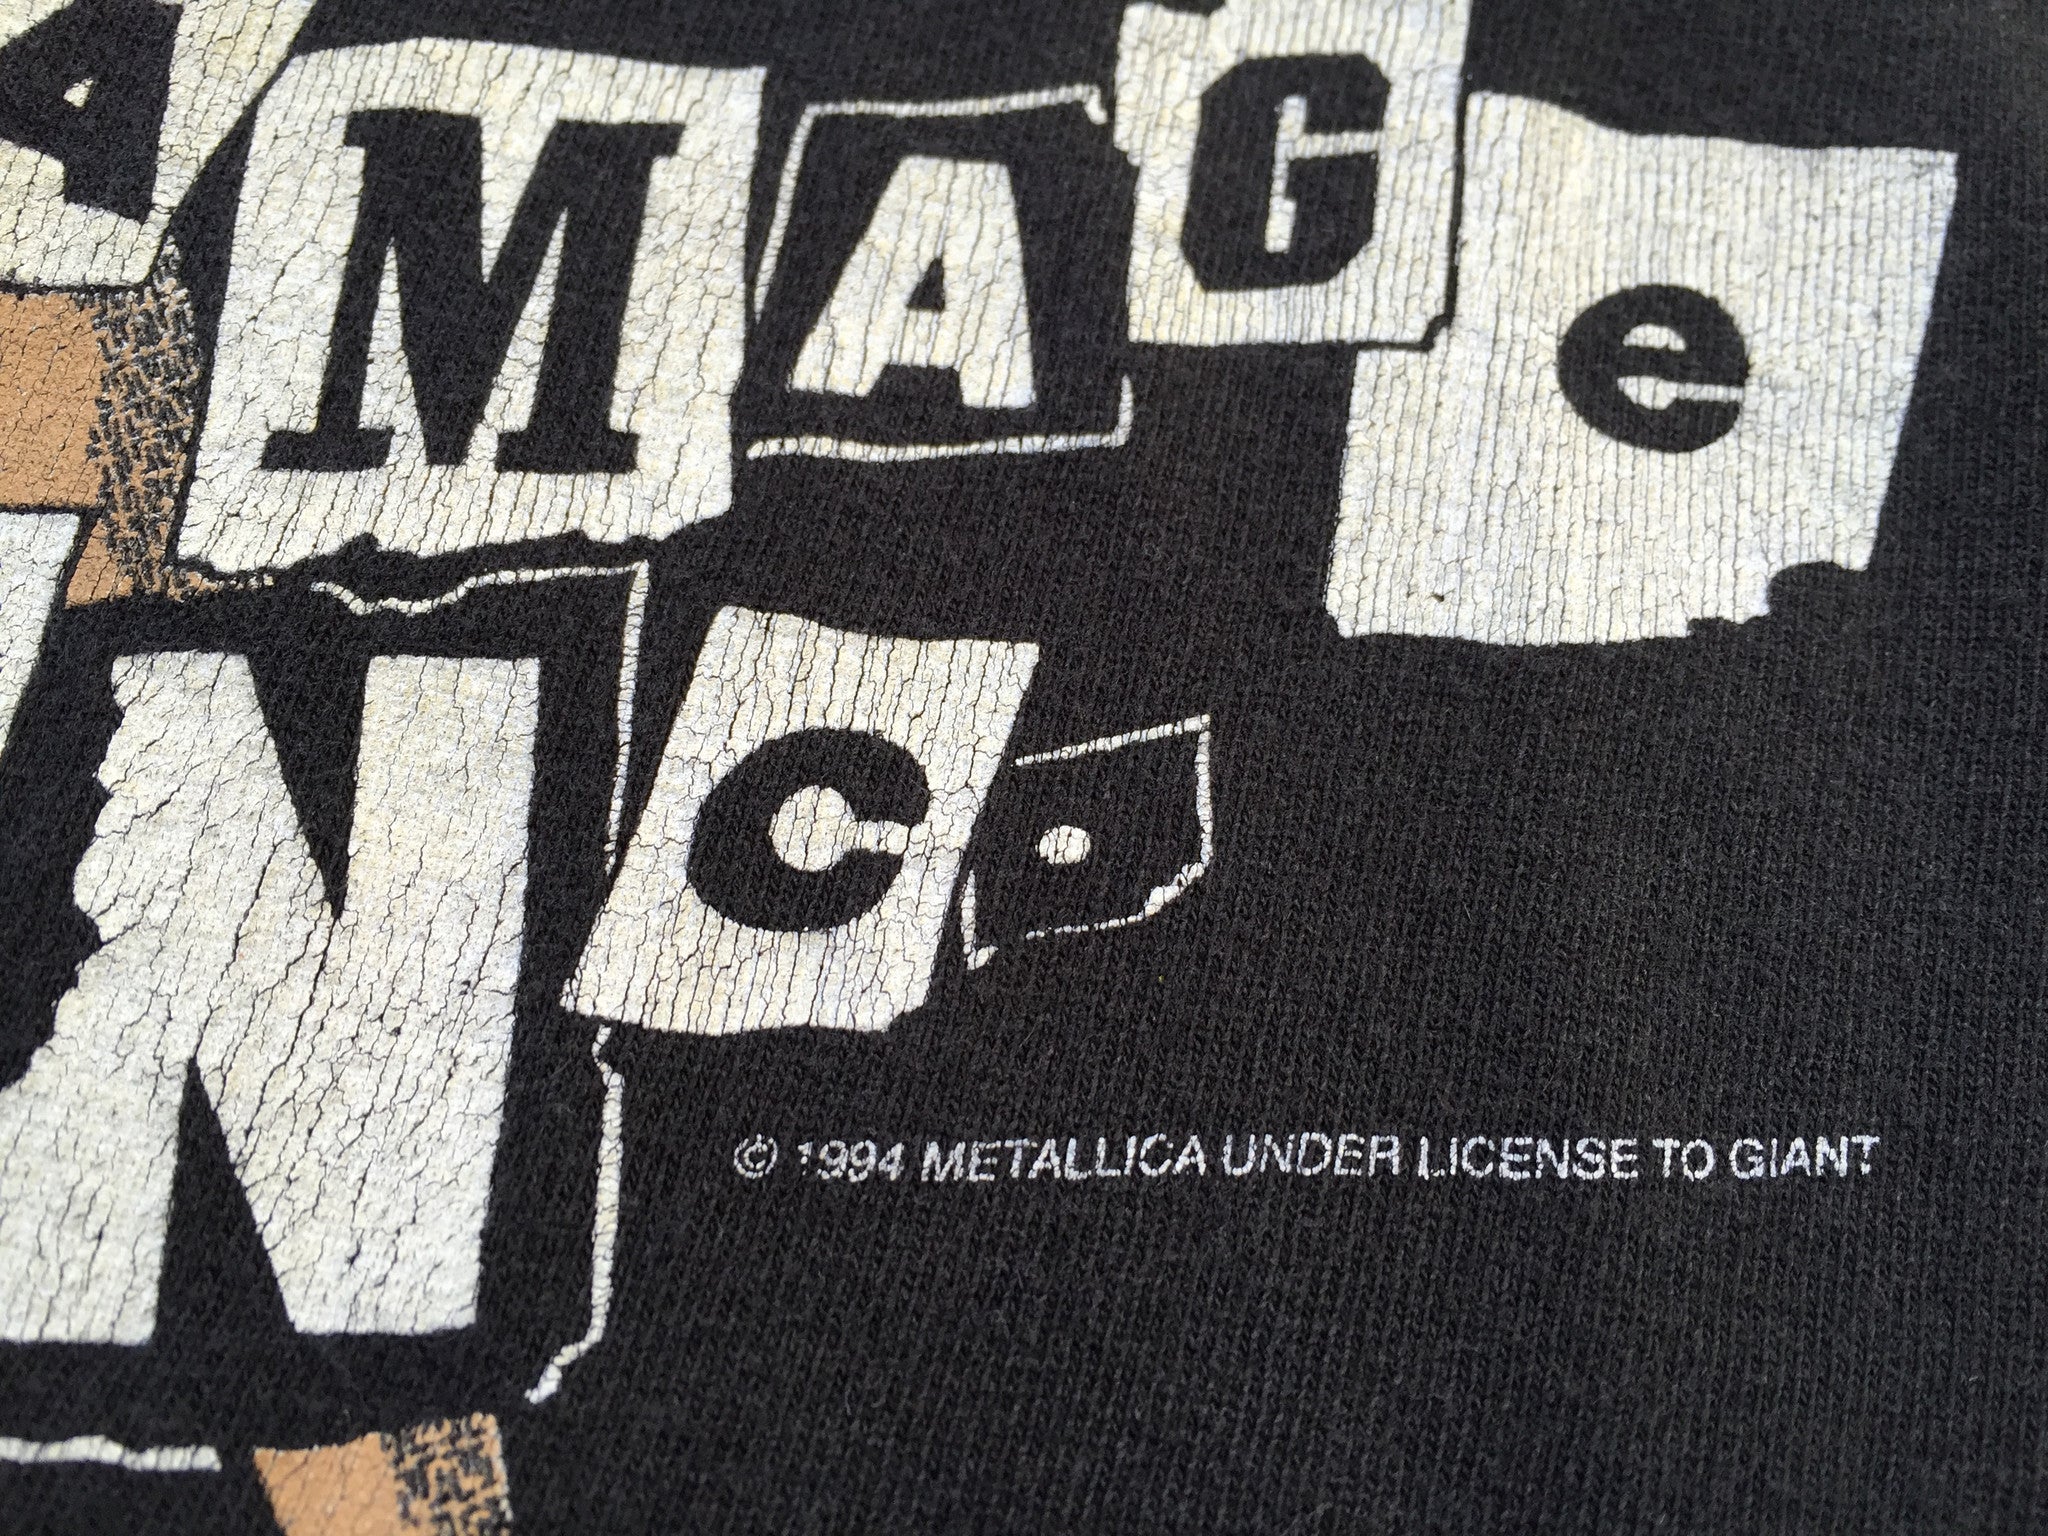 AMAGe
NC.
© 1994 METALLICA UNDER LICENSE TO GIANT